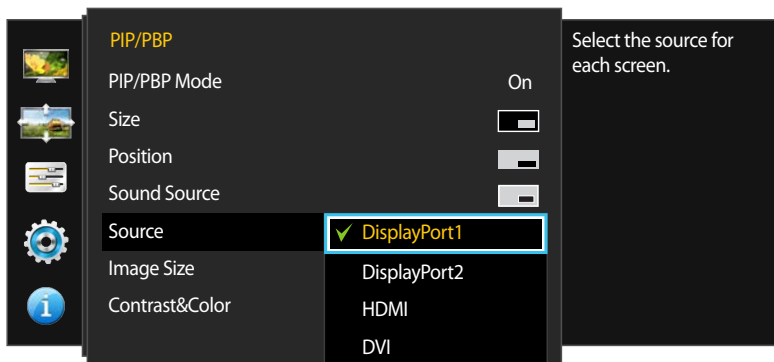 PIP/PBP
PIP/PBP Mode On
Size
Position
Sound Source
Source
DisplayPort1
Image Size
DisplayPort2
Contrast&Color
HDMI
DVI
Select the source for
each screen.
i